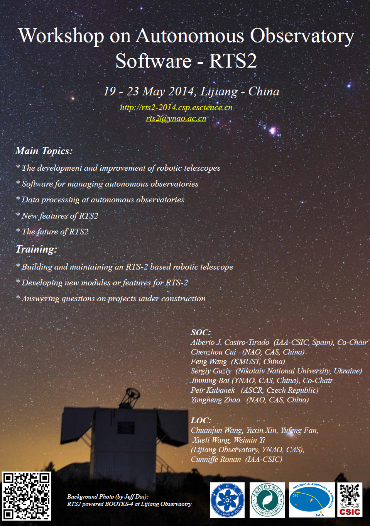 Workshop on Autonomous Observatory
Software - RTS2
19 - 23 May 2014, Lijiang - China
http://rts2-2014.csp.escience.cn
rts2@ynao.ac.cn
Main Topics:
* The development and improvement of robotic telescopes
* Software for managing autonomous observatories
* Data processing at autonomous observatories
* New features of RTS2
* The future of RTS2
Training:
* Building and maintaining an RTS-2 based robotic telescope
* Developing new modules or features for RTS-2
* Answering questions on projects under construction
SOC:
Alberto J. Castro-Tirado (IAA-CSIC, Spain), Co-Chair
Chenzhou Cui (NAO, CAS, China)
Feng Wang (KMUST, China)
Sergiy Guziy (Nikolaiv National University, Ukraine)
Jinming Bai (YNAO, CAS, China), Co-Chair
Petr Kubanek (ASCR, Czech Republic)
Yongheng Zhao (NAO, CAS, China)
LOC:
Chuanjun Wang, Yuxin Xin, Yufeng Fan,
Xueli Wang, Weimin Yi
(Lijiang Observatory, YNAO, CAS),
Cunniffe Ronan (IAA-CSIC)
Background Photo (by Jeff Dai):
RTS2 powered BOOTES-4 at Lijiang Observatory
CSIC